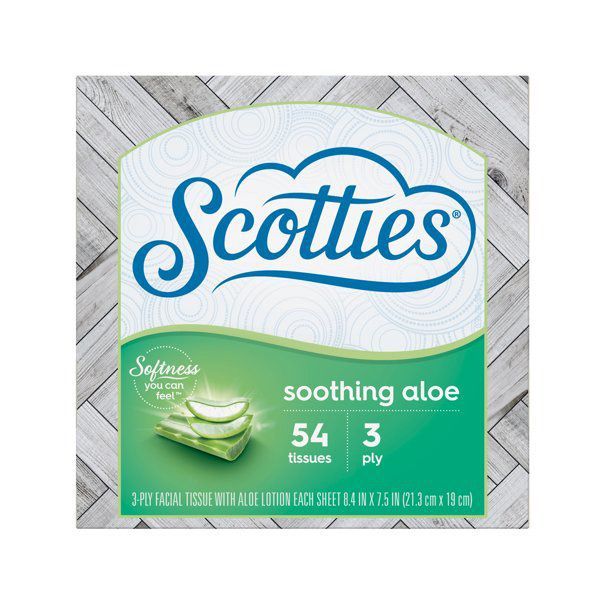 Scotties®
Softness
you can
feel™
soothing aloe
54
tissues
3
ply
3-PLY FACIAL TISSUE WITH ALOE LOTION EACH SHEET 8.4 IN X 7.5 IN (21.3 cm x 19 cm)